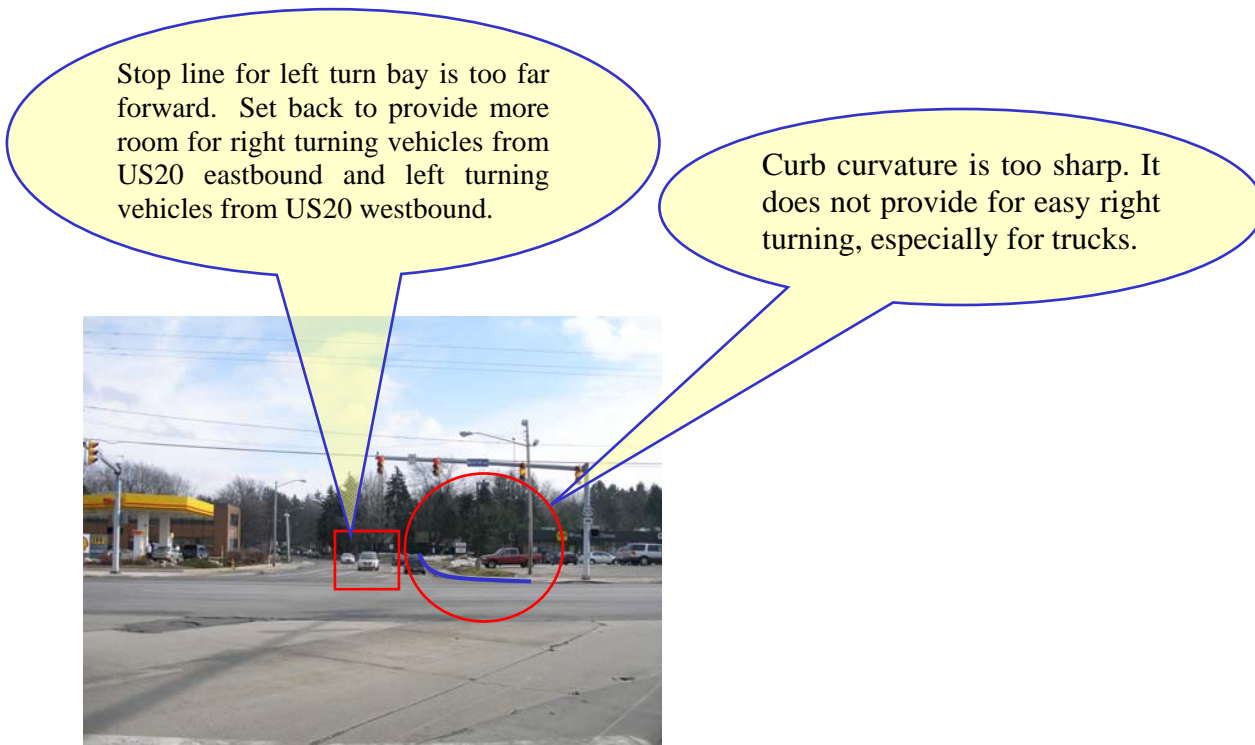 Stop line for left turn bay is too far
forward. Set back to provide more
room for right turning vehicles from
US20 eastbound and left turning
vehicles from US20 westbound.
Curb curvature is too sharp. It
does not provide for easy right
turning, especially for trucks.